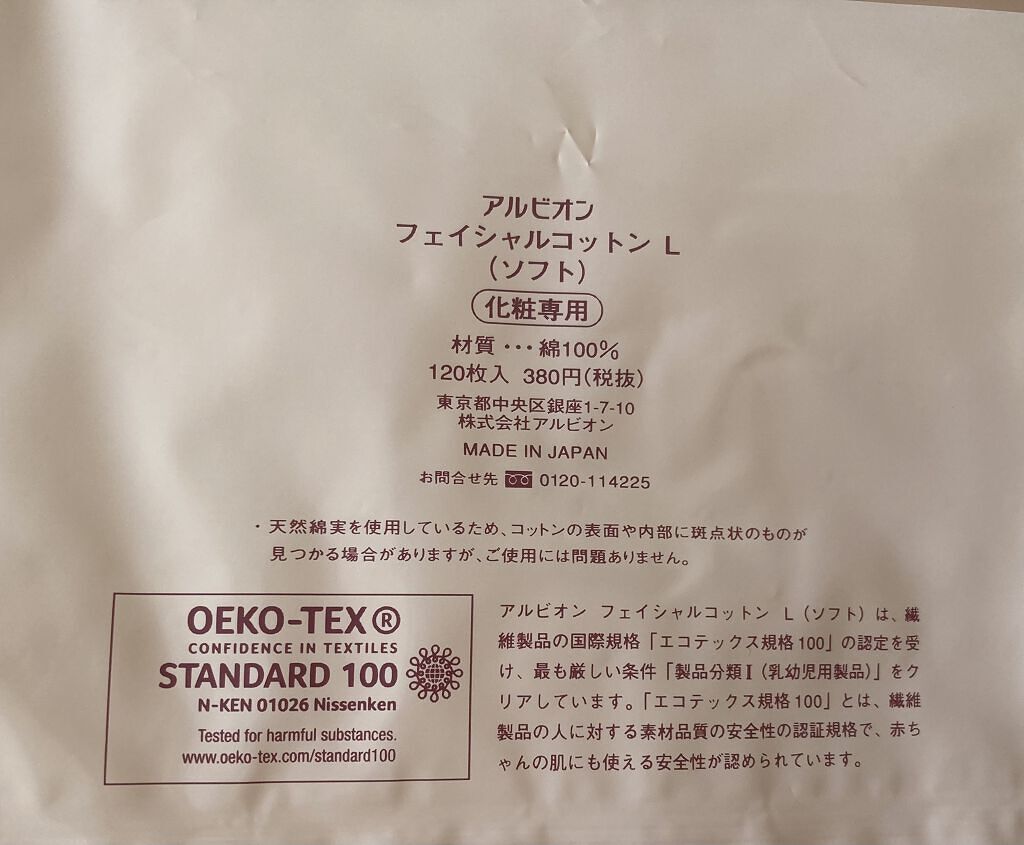 アルビオン
フェイシャルコットン L
（ソフト）
化粧専用
材質・・・綿100％
120枚入 380円（税抜）
東京都中央区銀座1-7-10
株式会社アルビオン
MADE IN JAPAN
お問合せ先 0120-114225
・天然綿実を使用しているため、コットンの表面や内部に斑点状のものが
見つかる場合がありますが、ご使用には問題ありません。
OEKO-TEX®
CONFIDENCE IN TEXTILES
STANDARD 100
N-KEN 01026 Nissenken
Tested for harmful substances.
www.oeko-tex.com/standard100
アルビオン フェイシャルコットン L（ソフト）は、繊
維製品の国際規格「エコテックス規格100」の認定を受
け、最も厳しい条件「製品分類Ⅰ（乳幼児用製品）」をク
リアしています。「エコテックス規格100」とは、繊維
製品の人に対する素材品質の安全性の認証規格で、赤ち
ゃんの肌にも使える安全性が認められています。